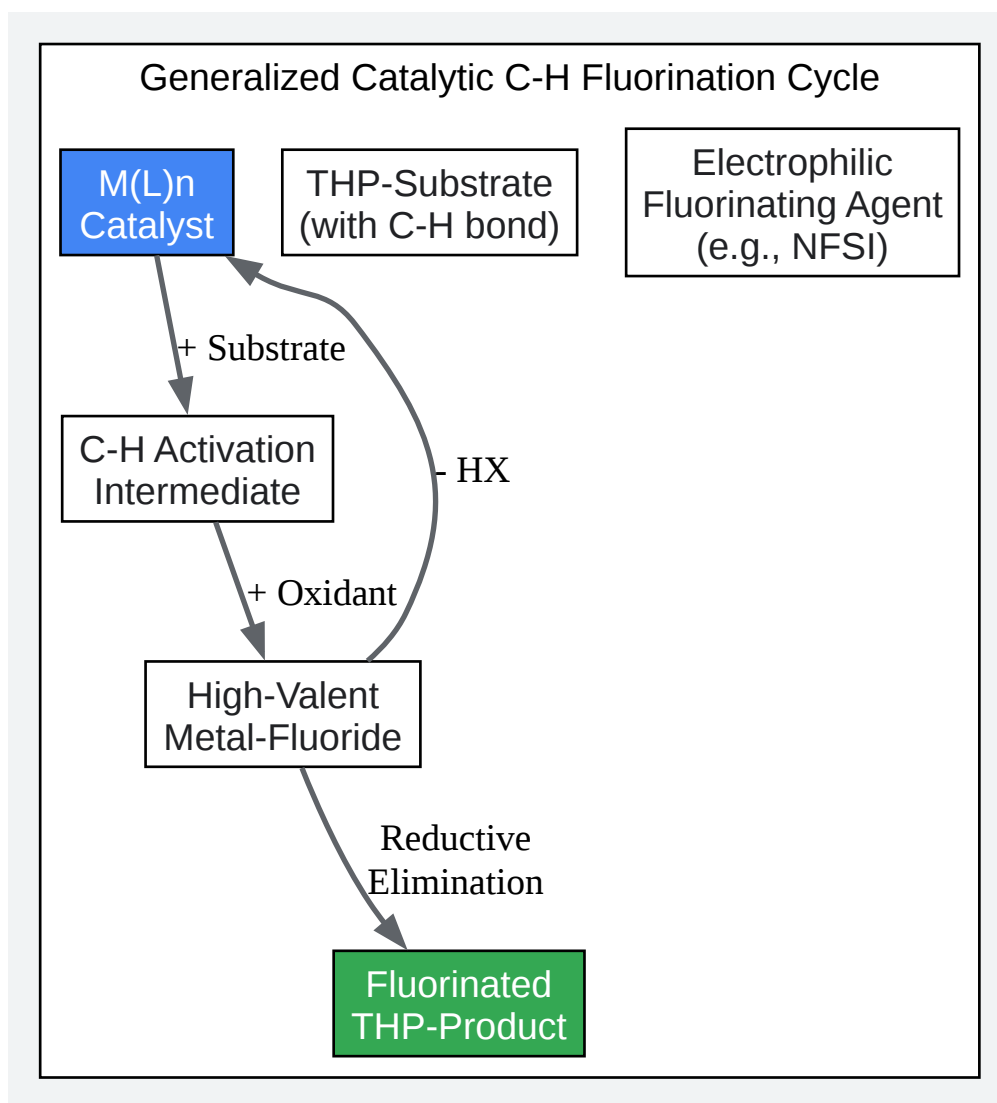 Generalized Catalytic C-H Fluorination Cycle
M(L)n
Catalyst
THP-Substrate
(with C-H bond)
Electrophilic
Fluorinating Agent
(e.g., NFSI)
+ Substrate
C-H Activation
Intermediate
- HX
+ Oxidant
High-Valent
Metal-Fluoride
Reductive
Elimination
Fluorinated
THP-Product